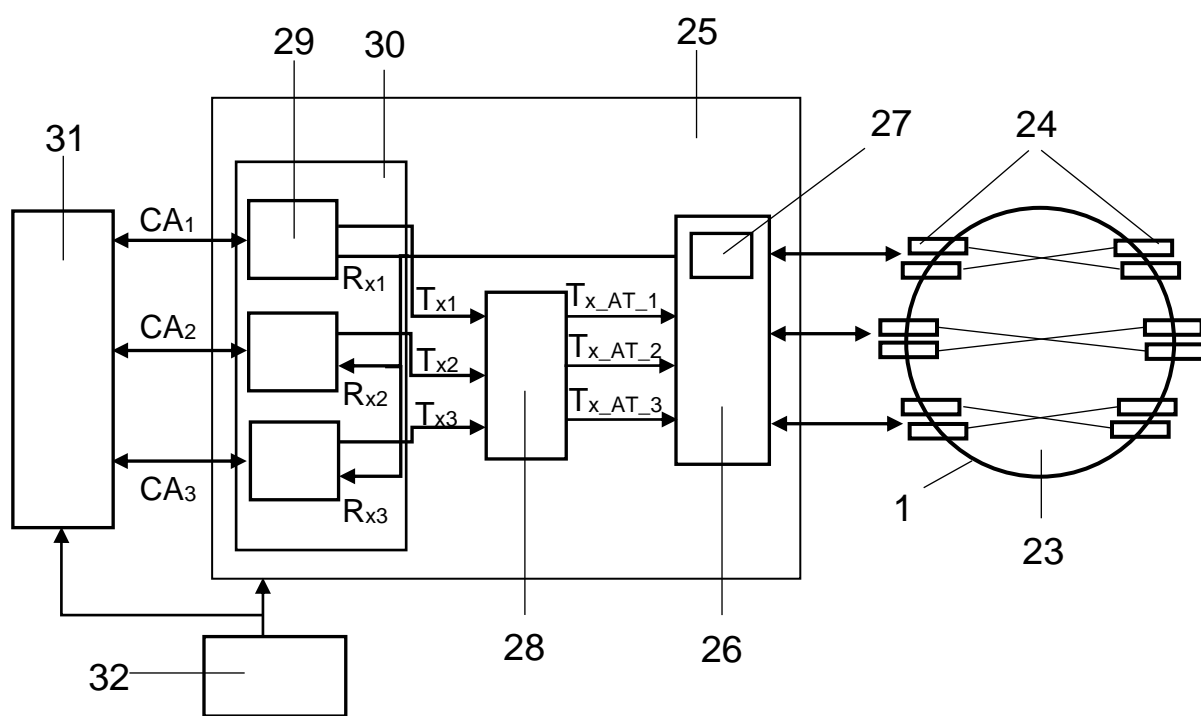 29
30
25
31
27
24
CA1
Rx1
Tx1
Tx_AT_1
CA2
Rx2
Tx2
Tx_AT_2
Tx3
Tx_AT_3
CA3
Rx3
1
23
28
26
32